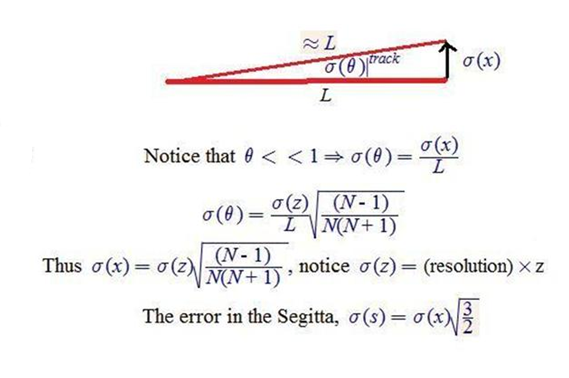 ≈ L
σ(θ)|track σ(x)
L
Notice that θ < < 1 ⇒ σ(θ) = σ(x)/L
σ(θ) = σ(z)/L √((N - 1)/(N(N + 1)))
Thus σ(x) = σ(z)√((N - 1)/(N(N + 1))) , notice σ(z) = (resolution) × z
The error in the Segitta, σ(s) = σ(x)√(3/2)